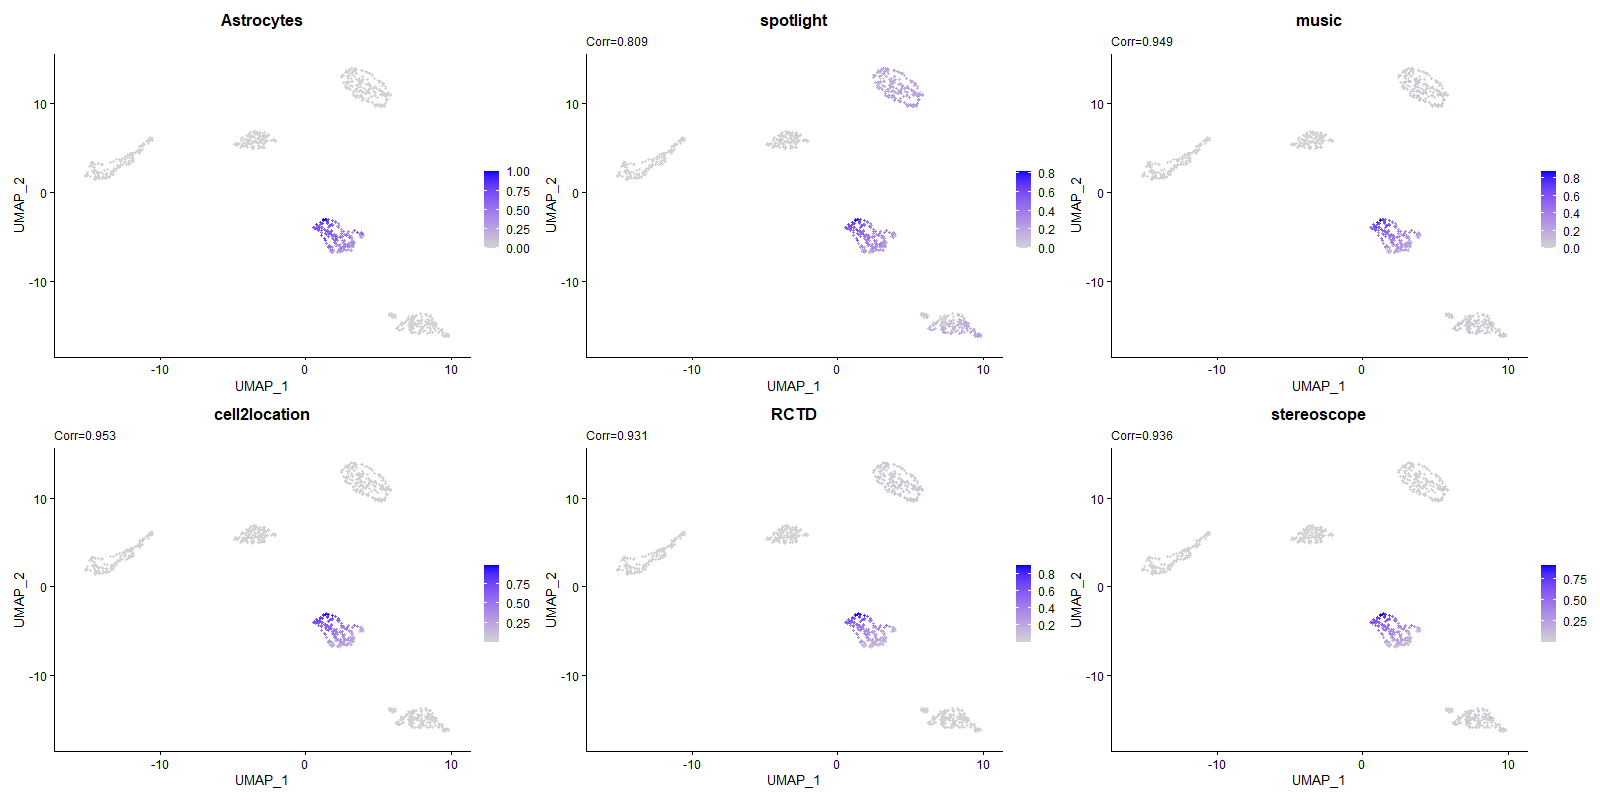 Astrocytes
UMAP_2
10
0
-10
-10
0
10
UMAP_1
1.00
0.75
0.50
0.25
0.00
spotlight
Corr=0.809
UMAP_2
10
0
-10
-10
0
10
UMAP_1
0.8
0.6
0.4
0.2
0.0
music
Corr=0.949
UMAP_2
10
0
-10
-10
0
10
UMAP_1
0.8
0.6
0.4
0.2
0.0
cell2location
Corr=0.953
UMAP_2
10
0
-10
-10
0
10
UMAP_1
0.75
0.50
0.25
RCTD
Corr=0.931
UMAP_2
10
0
-10
-10
0
10
UMAP_1
0.8
0.6
0.4
0.2
stereoscope
Corr=0.936
UMAP_2
10
0
-10
-10
0
10
UMAP_1
0.75
0.50
0.25